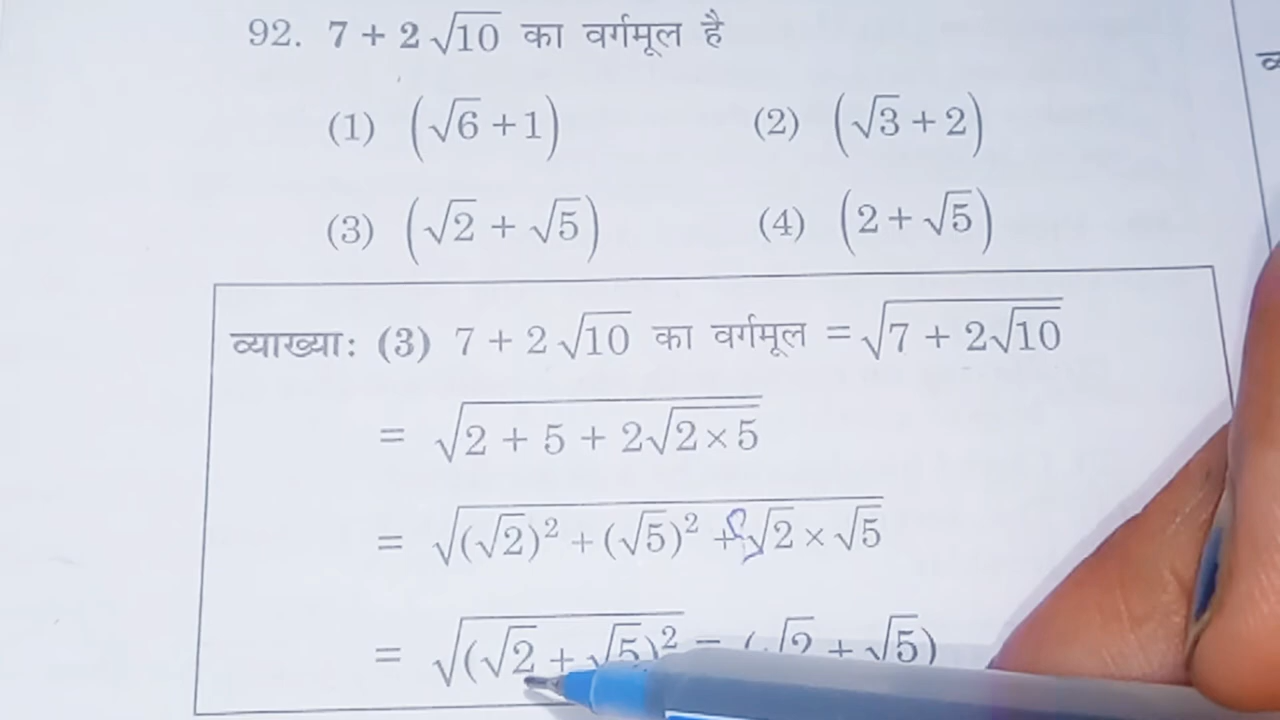 92. 7 + 2√10 का वर्गमूल है
(1) (√6 + 1) (2) (√3 + 2)
(3) (√2 + √5) (4) (2 + √5)
व्याख्याः (3) 7 + 2√10 का वर्गमूल = √(7 + 2√10)
= √(2 + 5 + 2√(2×5))
= √((√2)² + (√5)² + 2√2 × √5)
= √((√2 + √5)²) = (√2 + √5)